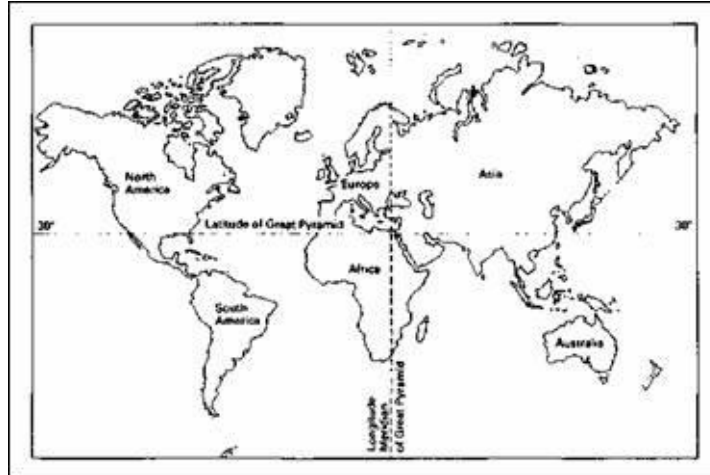 North
America
Europe
Asia
30°
Latitude of Great Pyramid
30°
Africa
South
America
Australia
Longitude
Meridian
of Great Pyramid